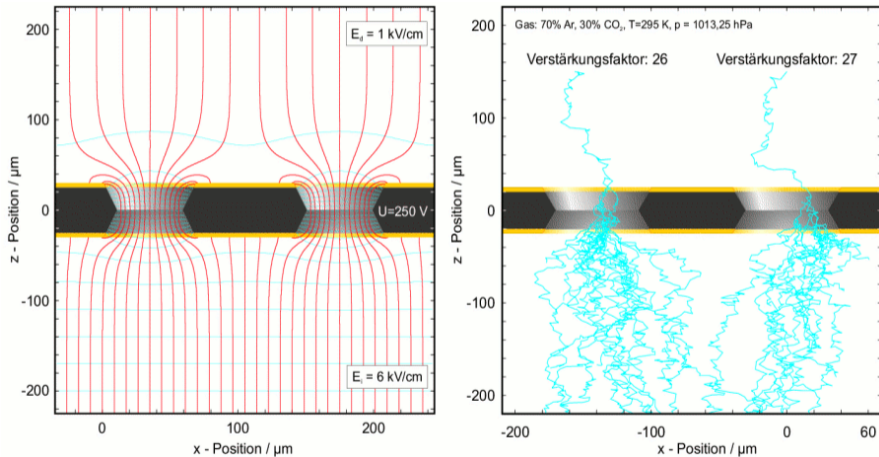 E_d = 1 kV/cm
200
100
0
-100
-200
z - Position / µm
U=250 V
E_i = 6 kV/cm
0
100
200
x - Position / µm
Gas: 70% Ar, 30% CO₂, T=295 K, p = 1013,25 hPa
Verstärkungsfaktor: 26
Verstärkungsfaktor: 27
200
100
0
-100
-200
z - Position / µm
-200
-100
0
60
x - Position / µm